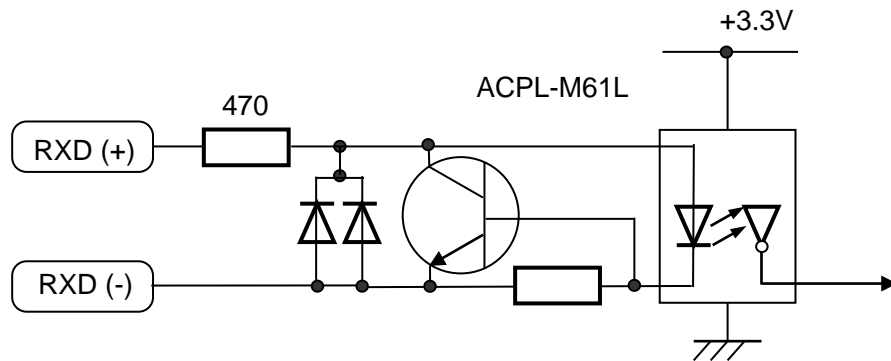 +3.3V
ACPL-M61L
470
RXD (+)
RXD (-)